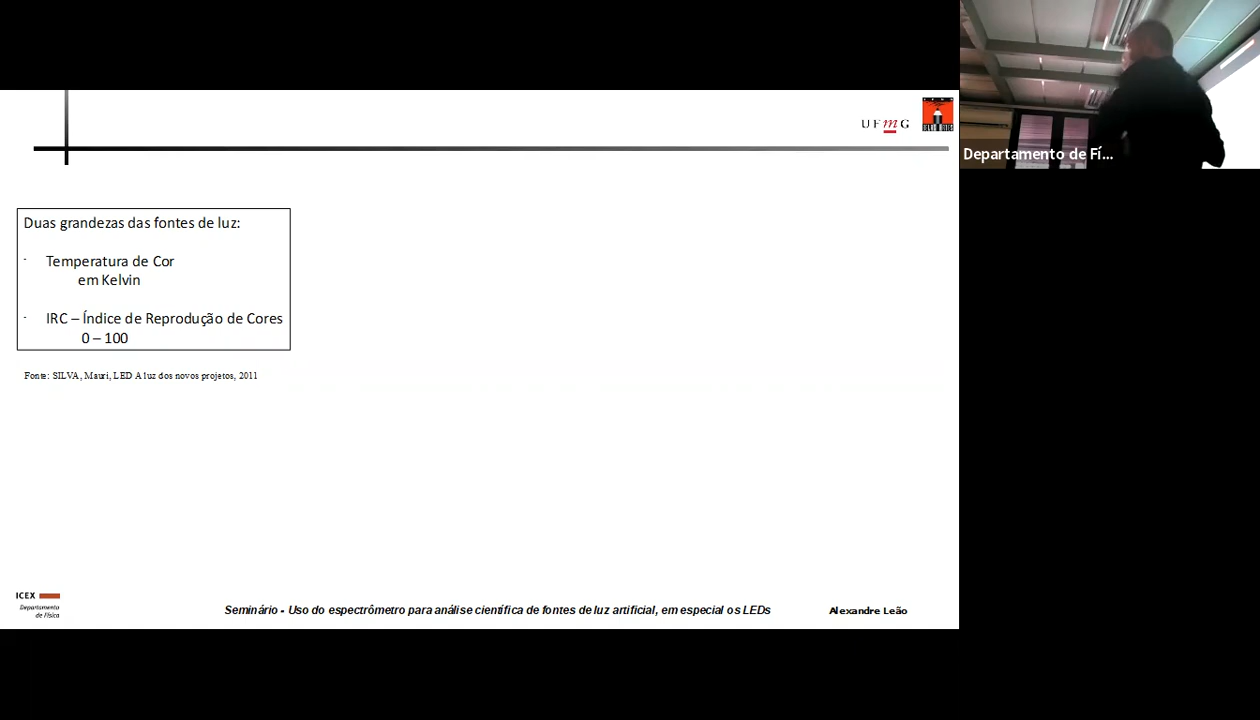 UFmG
Departamento de Fí...
Duas grandezas das fontes de luz:
· Temperatura de Cor
em Kelvin
· IRC – Índice de Reprodução de Cores
0 – 100
Fonte: SILVA, Mauri, LED A luz dos novos projetos, 2011
ICEX
Departamento
de Física
Seminário - Uso do espectrômetro para análise científica de fontes de luz artificial, em especial os LEDs
Alexandre Leão